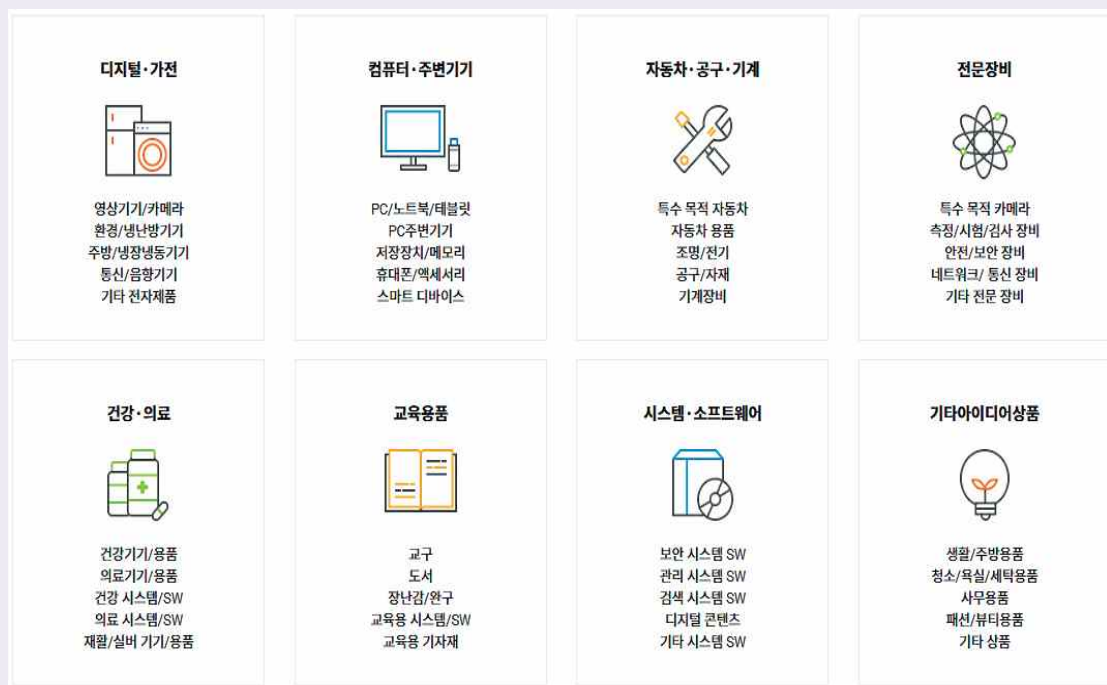 디지털·가전
영상기기/카메라
환경/냉난방기기
주방/냉장냉동기기
통신/음향기기
기타 전자제품
컴퓨터·주변기기
PC/노트북/테블릿
PC주변기기
저장장치/메모리
휴대폰/액세서리
스마트 디바이스
자동차·공구·기계
특수 목적 자동차
자동차 용품
조명/전기
공구/자재
기계장비
전문장비
특수 목적 카메라
측정/시험/검사 장비
안전/보안 장비
네트워크/ 통신 장비
기타 전문 장비
건강·의료
건강기기/용품
의료기기/용품
건강 시스템/SW
의료 시스템/SW
재활/실버 기기/용품
교육용품
교구
도서
장난감/완구
교육용 시스템/SW
교육용 기자재
시스템·소프트웨어
보안 시스템 SW
관리 시스템 SW
검색 시스템 SW
디지털 콘텐츠
기타 시스템 SW
기타아이디어상품
생활/주방용품
청소/욕실/세탁용품
사무용품
패션/뷰티용품
기타 상품